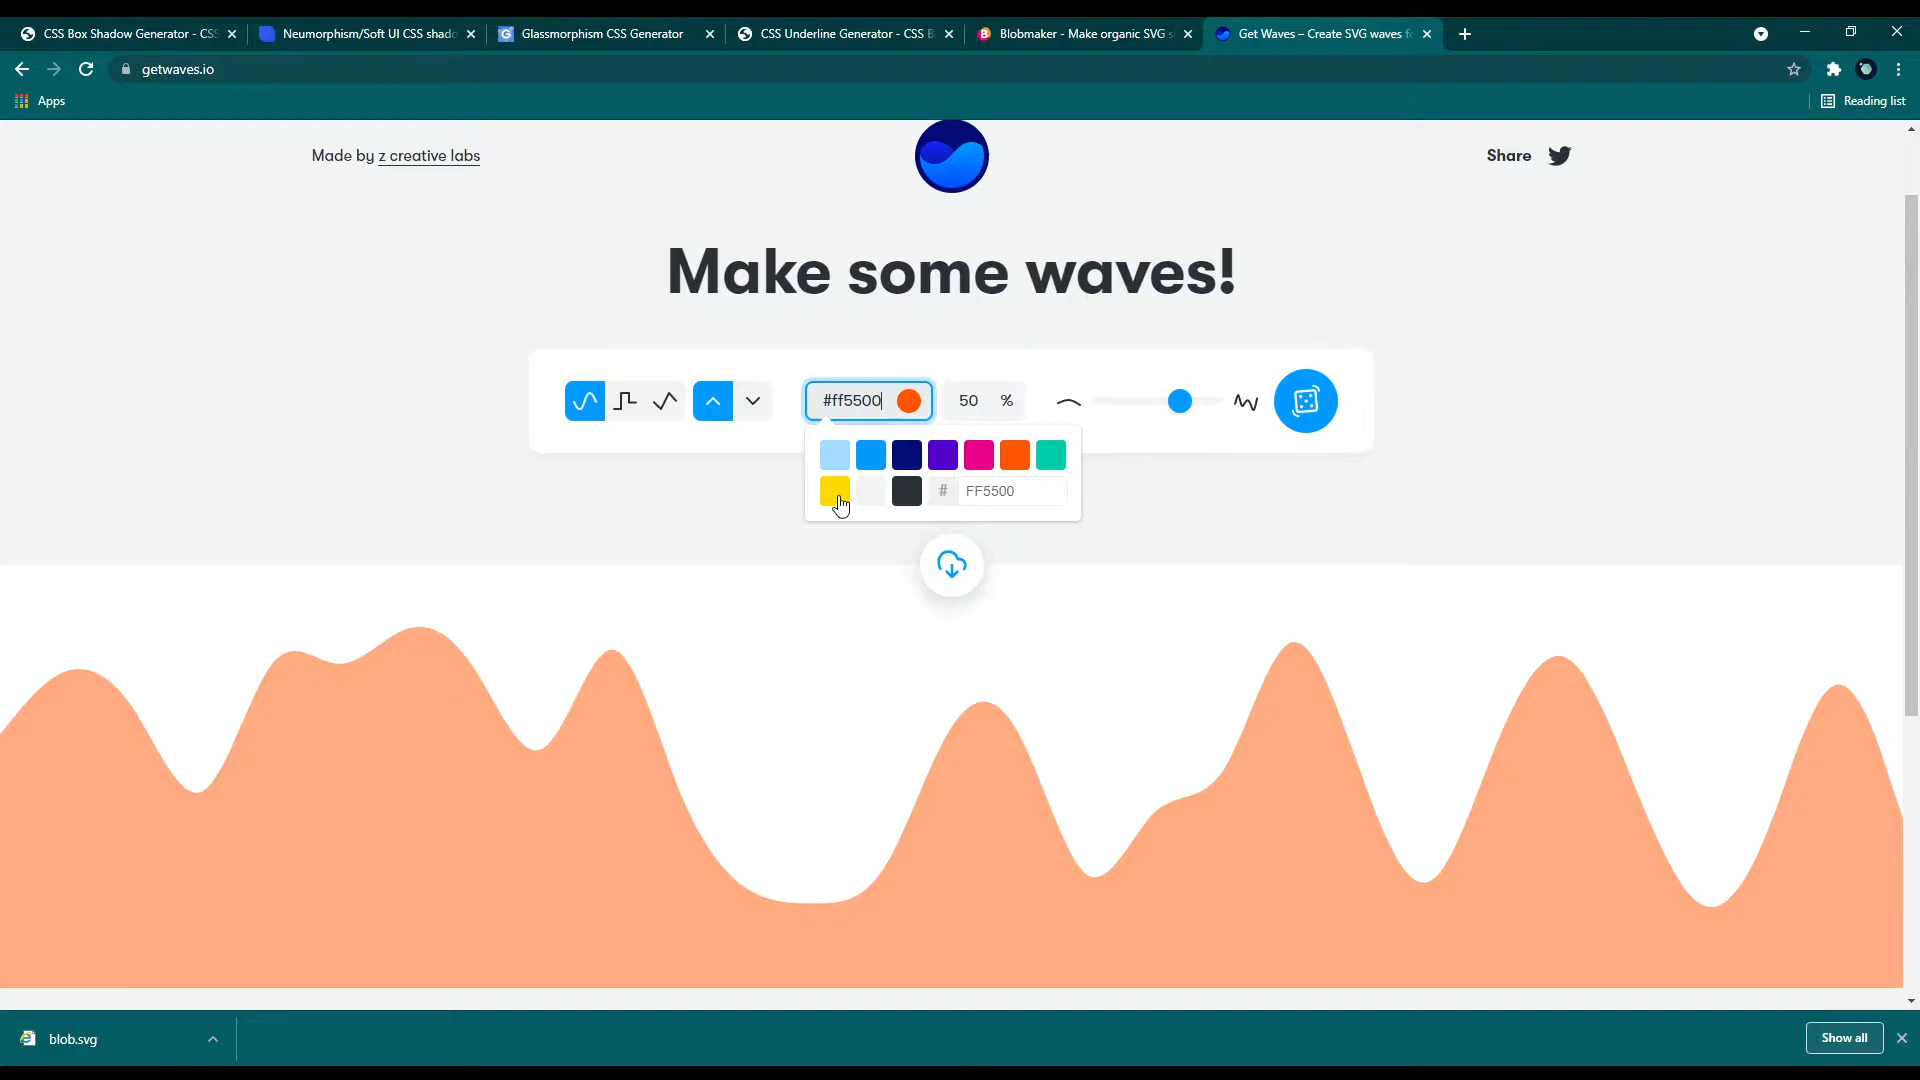 CSS Box Shadow Generator - CSS
Neumorphism/Soft UI CSS shado
Glassmorphism CSS Generator
CSS Underline Generator - CSS B
Blobmaker - Make organic SVG s
Get Waves – Create SVG waves f
getwaves.io
Apps
Reading list
Made by z creative labs
Share
Make some waves!
#ff5500
50 %
# FF5500
blob.svg
Show all